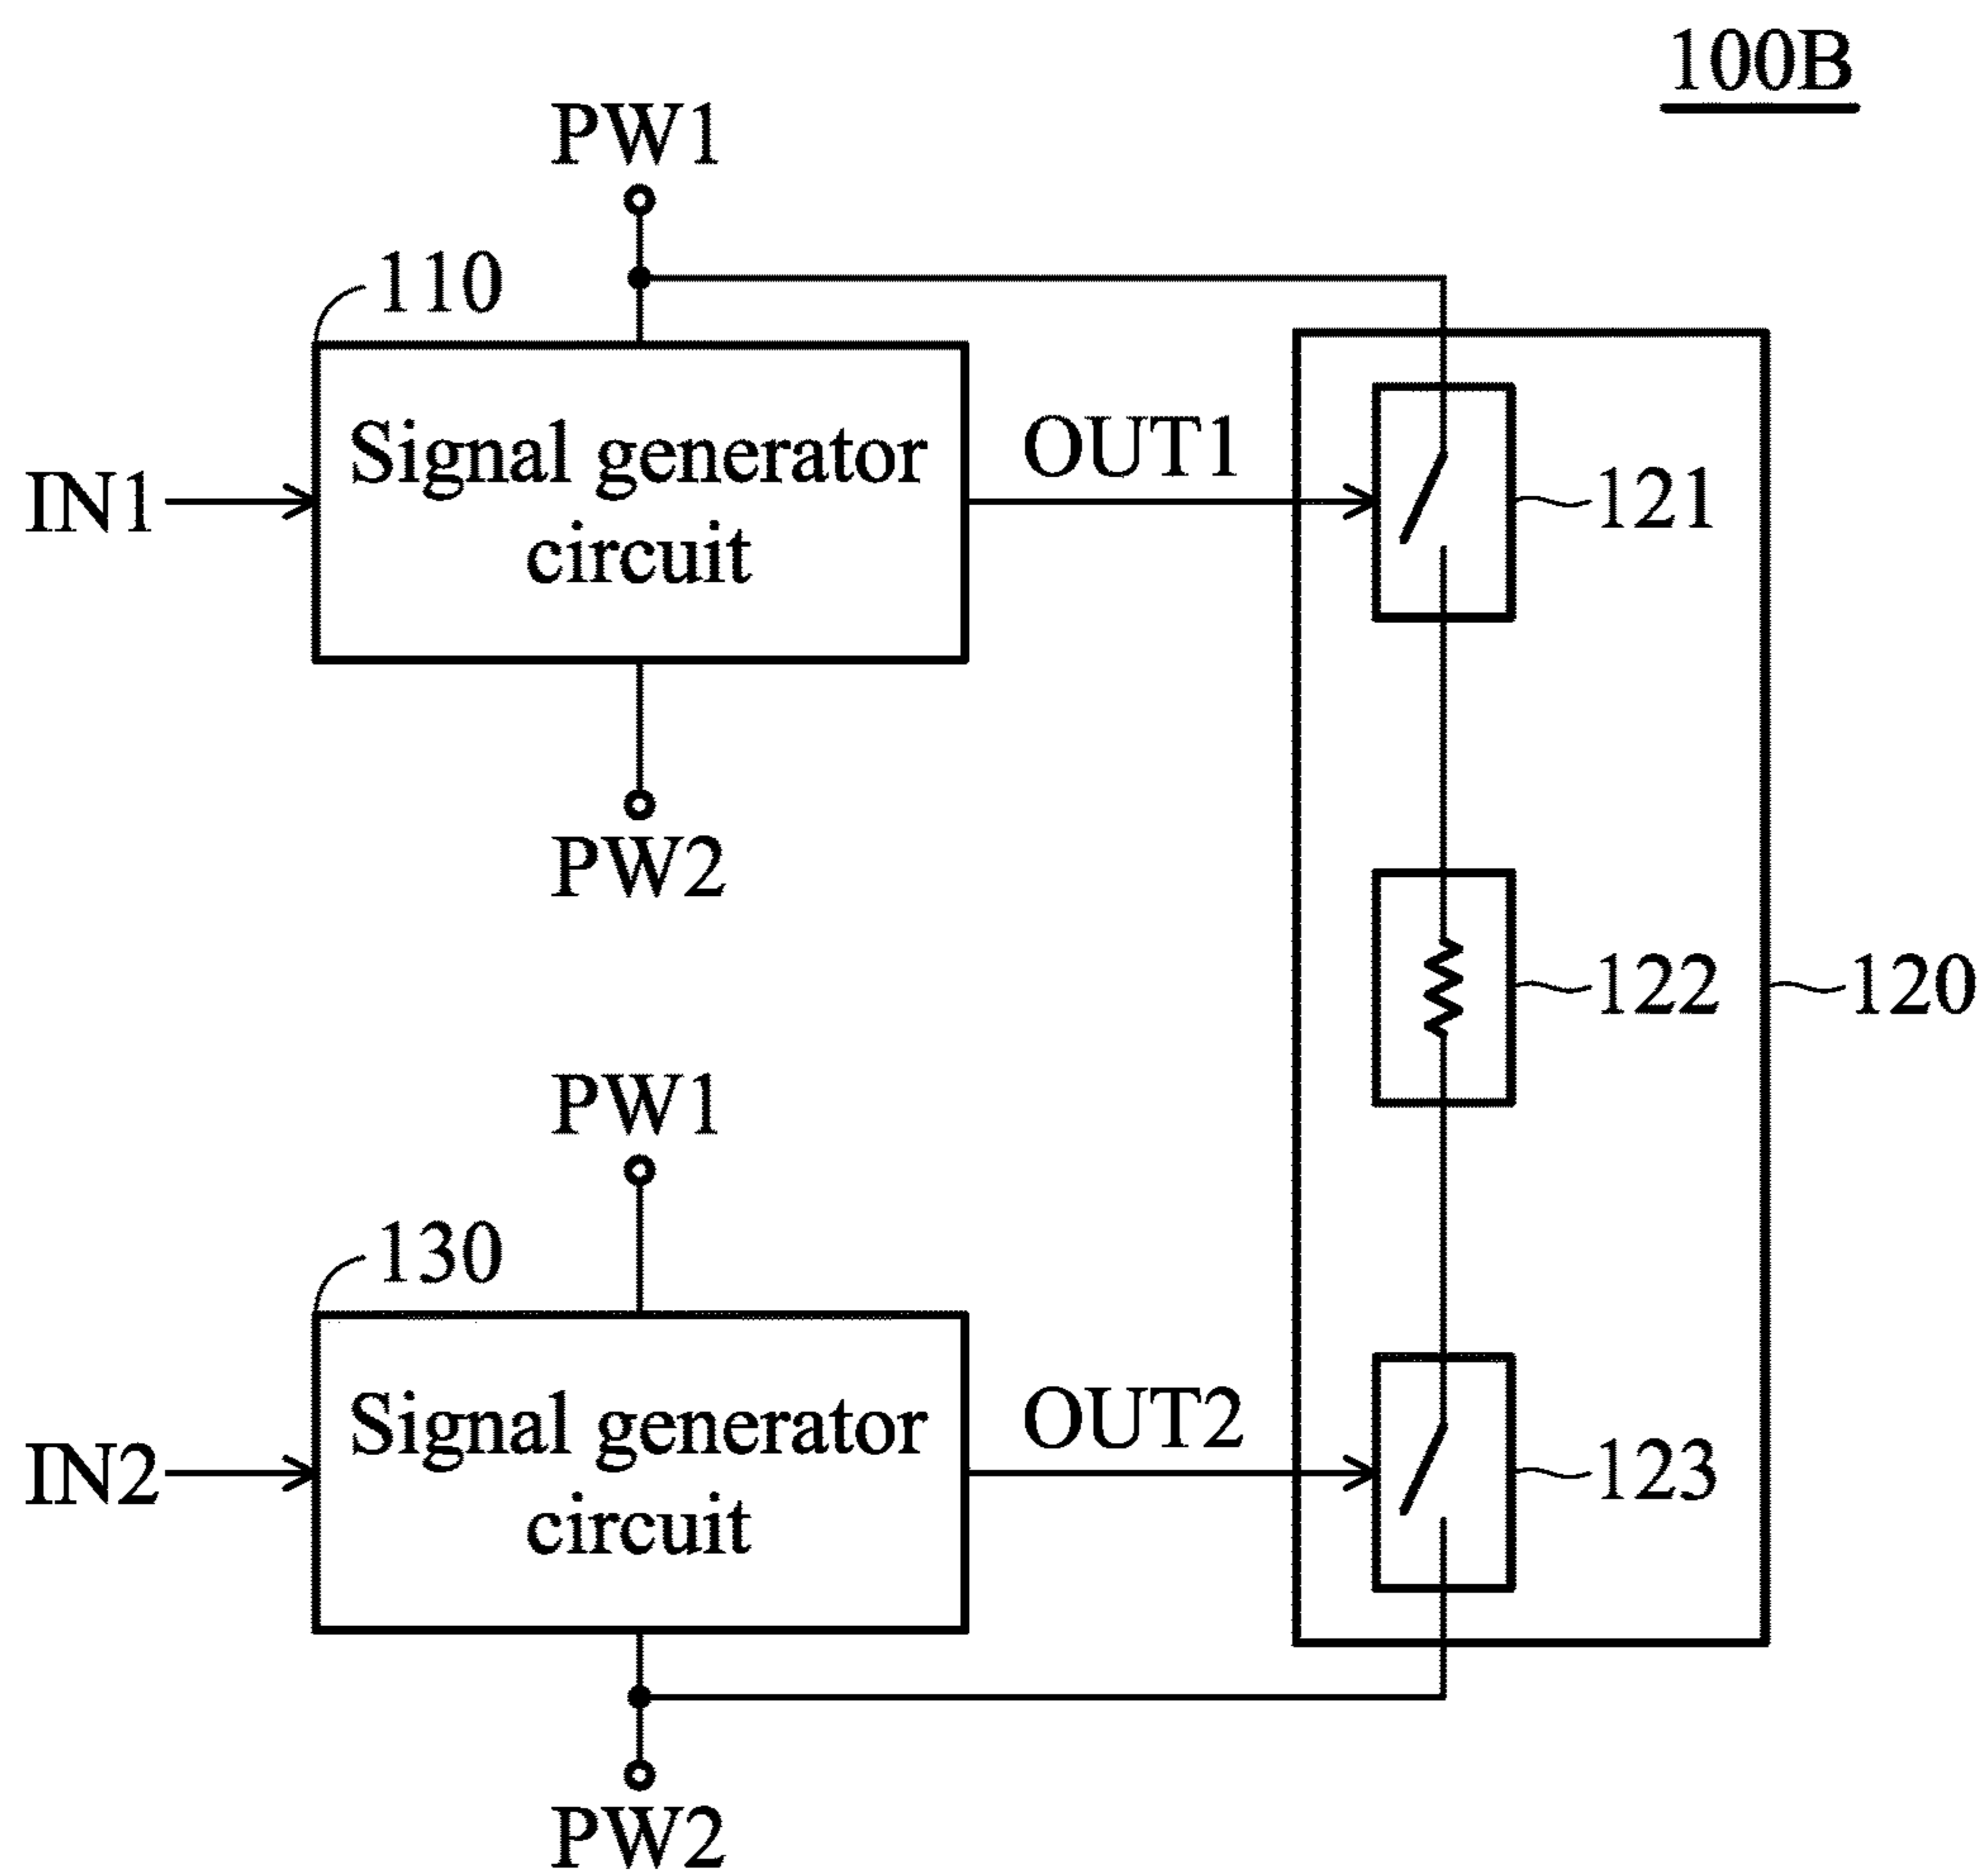 100B
PW1
110
Signal generator
circuit
IN1
OUT1
121
PW2
122
120
PW1
130
Signal generator
circuit
IN2
OUT2
123
PW2